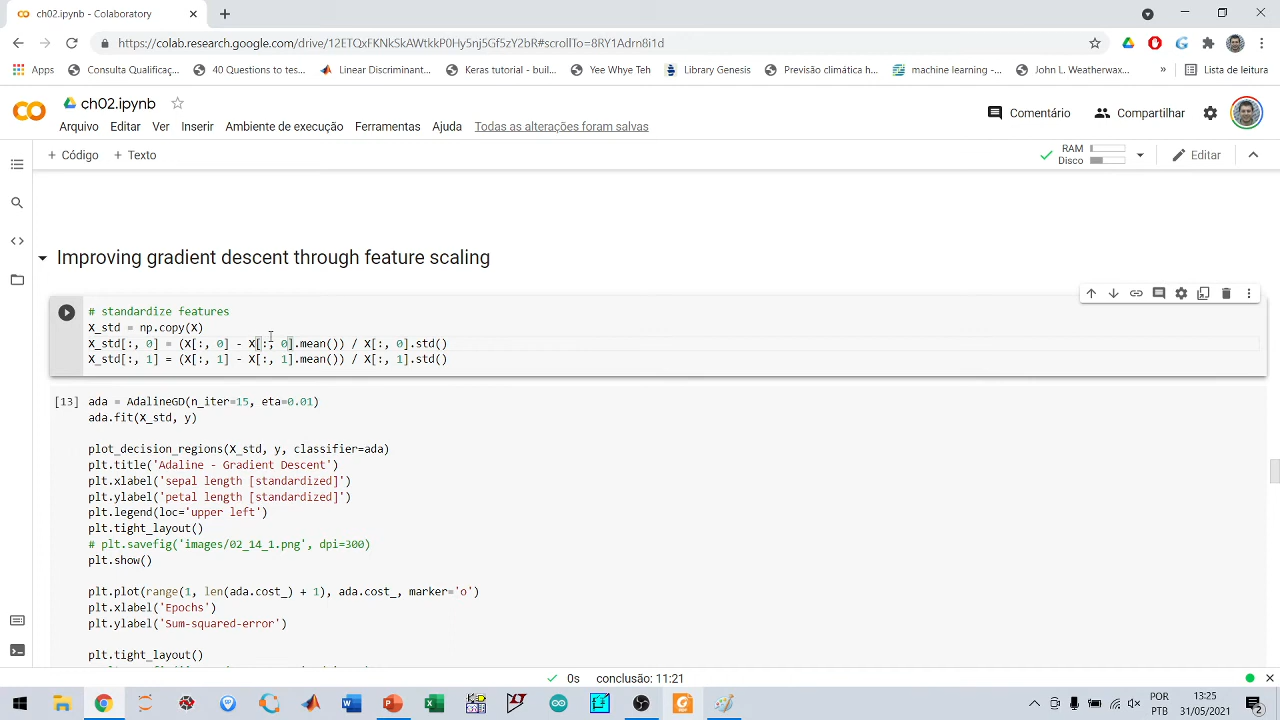 ch02.ipynb - Colaboratory
https://colab.research.google.com/drive/12ETQxFKNkSkAWtkkP0Hy5ni5Gf5zY2bR#scrollTo=8RY1Adrn8i1d
Apps Consulta Qualificaç... 40 Questions to tes... Linear Discriminant... Keras tutorial - buil... Yee Whye Teh Library Genesis Previsão climática h... machine learning -... John L. Weatherwax... » Lista de leitura
ch02.ipynb
Comentário Compartilhar
Arquivo Editar Ver Inserir Ambiente de execução Ferramentas Ajuda Todas as alterações foram salvas
+ Código + Texto RAM Disco Editar
Improving gradient descent through feature scaling
# standardize features
X_std = np.copy(X)
X_std[:, 0] = (X[:, 0] - X[:, 0].mean()) / X[:, 0].std()
X_std[:, 1] = (X[:, 1] - X[:, 1].mean()) / X[:, 1].std()
[13] ada = AdalineGD(n_iter=15, eta=0.01)
ada.fit(X_std, y)
plot_decision_regions(X_std, y, classifier=ada)
plt.title('Adaline - Gradient Descent')
plt.xlabel('sepal length [standardized]')
plt.ylabel('petal length [standardized]')
plt.legend(loc='upper left')
plt.tight_layout()
# plt.savefig('images/02_14_1.png', dpi=300)
plt.show()
plt.plot(range(1, len(ada.cost_) + 1), ada.cost_, marker='o')
plt.xlabel('Epochs')
plt.ylabel('Sum-squared-error')
plt.tight_layout()
0s conclusão: 11:21
POR 13:25
PTB 31/05/2021